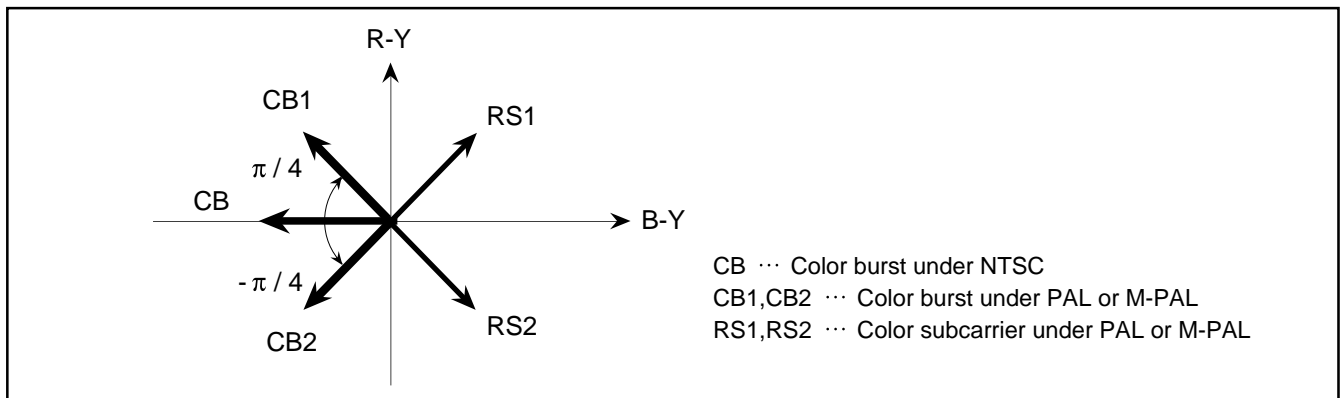 R-Y
CB1
RS1
π / 4
CB
B-Y
- π / 4
RS2
CB2
CB ⋯ Color burst under NTSC
CB1,CB2 ⋯ Color burst under PAL or M-PAL
RS1,RS2 ⋯ Color subcarrier under PAL or M-PAL